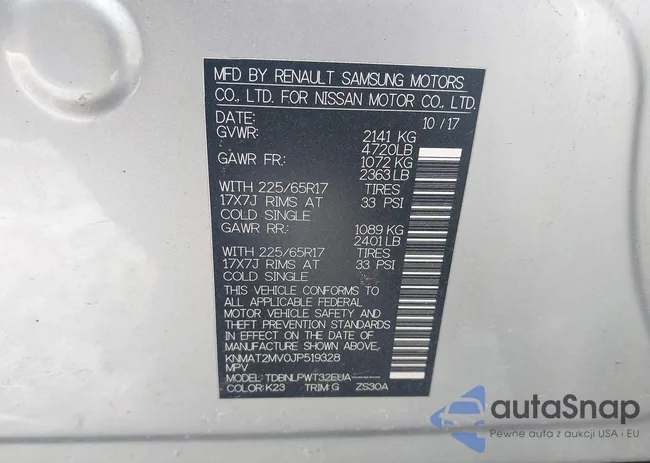 MFD BY RENAULT SAMSUNG MOTORS
CO., LTD. FOR NISSAN MOTOR CO., LTD.
DATE: 10/17
GVWR: 2141 KG
4720LB
GAWR FR: 1072 KG
2363 LB
WITH 225/65R17 TIRES
17X7J RIMS AT 33 PSI
COLD SINGLE
GAWR RR: 1089 KG
2401 LB
WITH 225/65R17 TIRES
17X7J RIMS AT 33 PSI
COLD SINGLE
THIS VEHICLE CONFORMS TO
ALL APPLICABLE FEDERAL
MOTOR VEHICLE SAFETY AND
THEFT PREVENTION STANDARDS
IN EFFECT ON THE DATE OF
MANUFACTURE SHOWN ABOVE.
KNMAT2MV0JP519328
MPV
MODEL: TDBNLPWT32EUA-----
COLOR: K23 TRIM: G ZS30A
autoSnap
Pewne auta z aukcji USA i EU